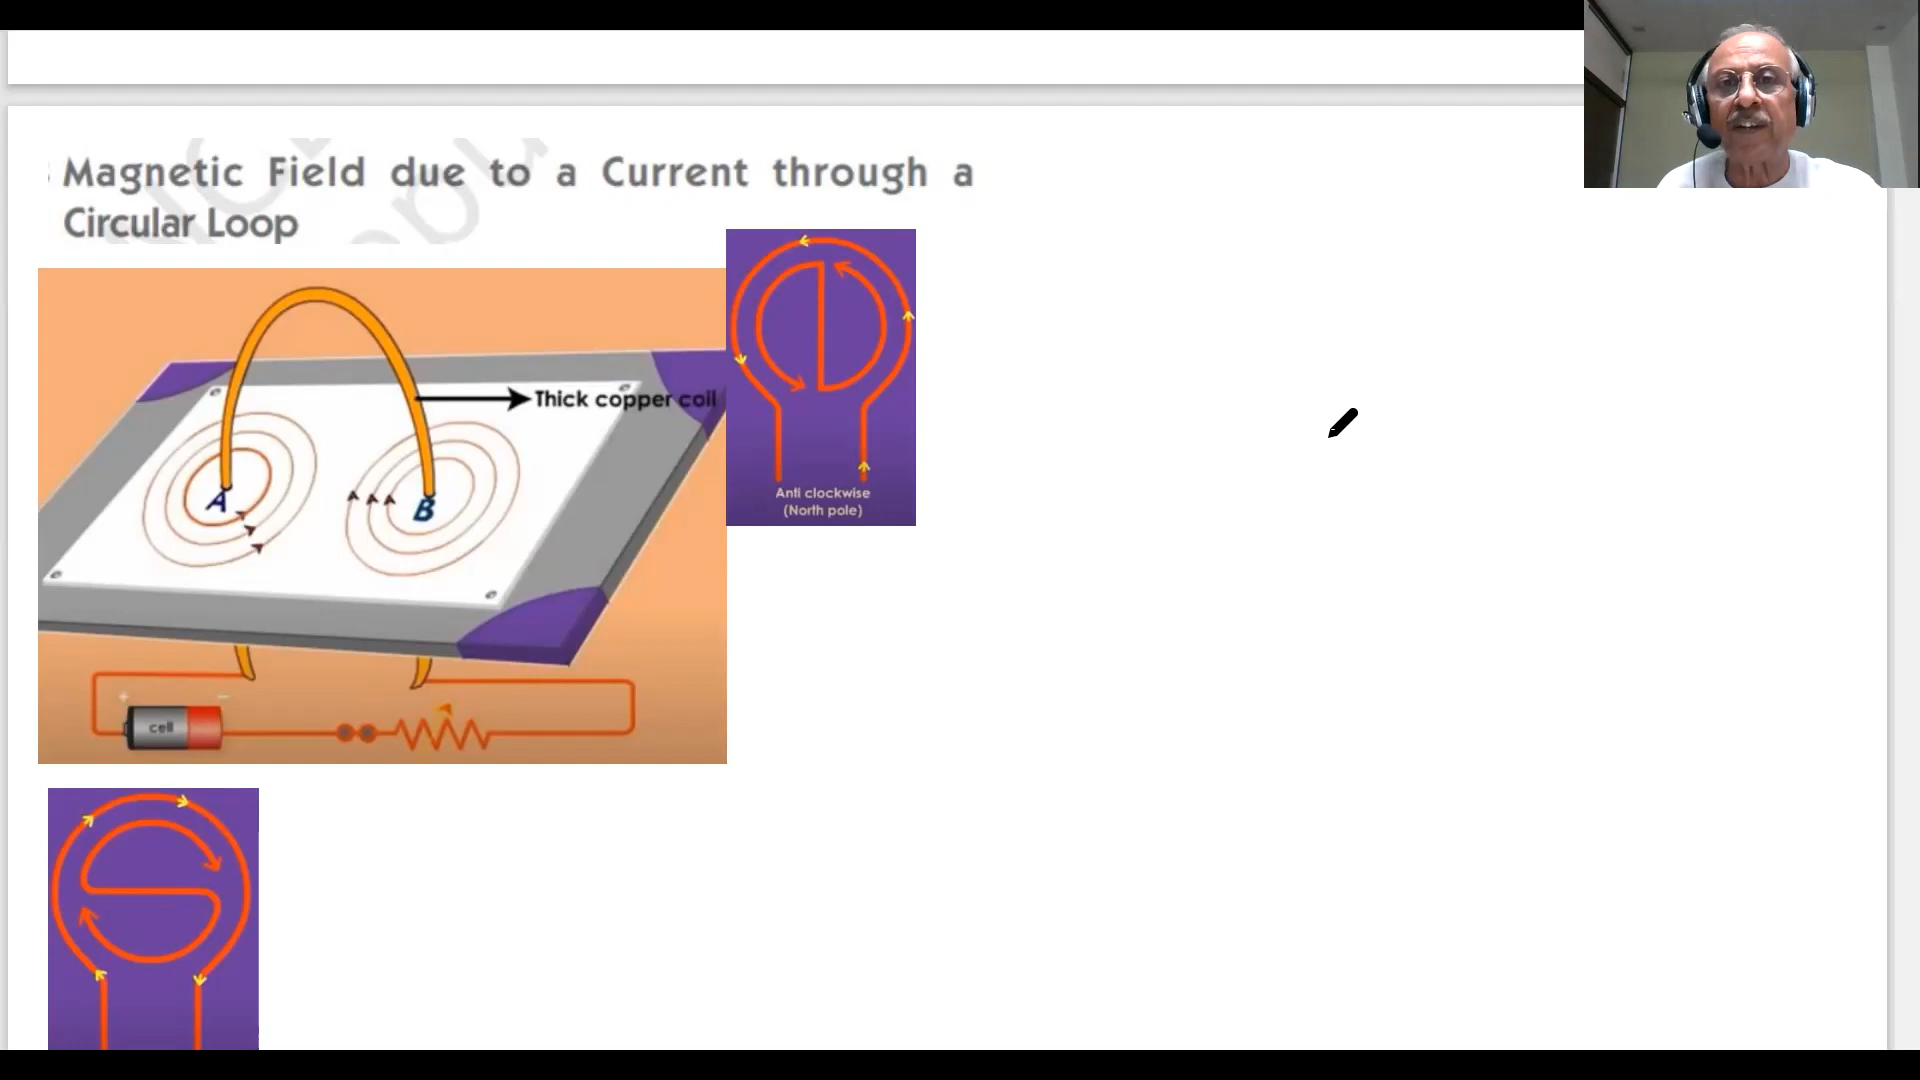 Magnetic Field due to a Current through a
Circular Loop
Thick copper coil
A
B
+ −
cell
Anti clockwise
(North pole)